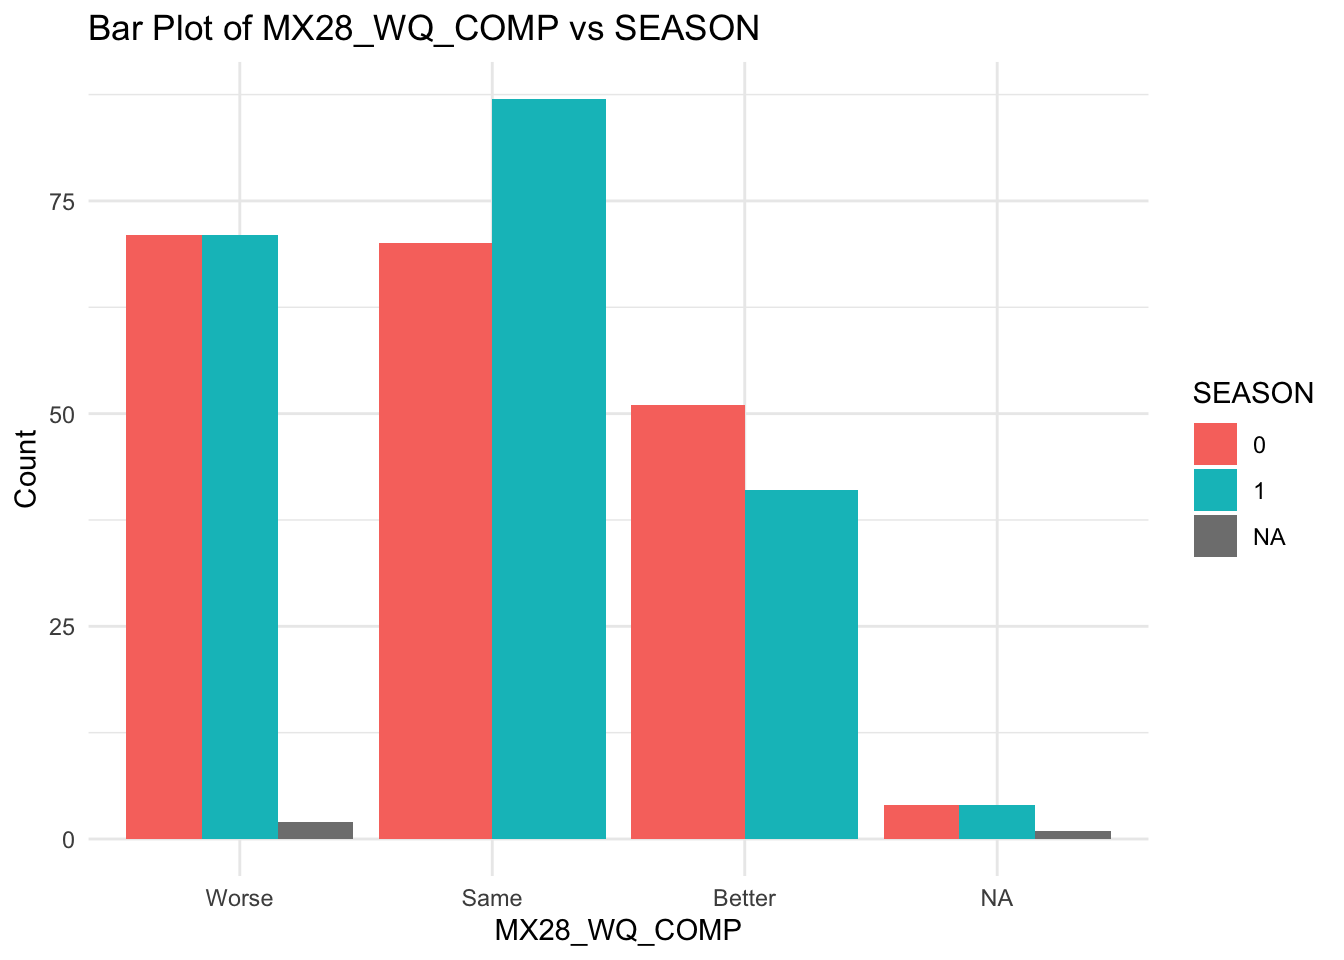 Bar Plot of MX28_WQ_COMP vs SEASON
75
50
25
0
Count
Worse
Same
Better
NA
MX28_WQ_COMP
SEASON
0
1
NA